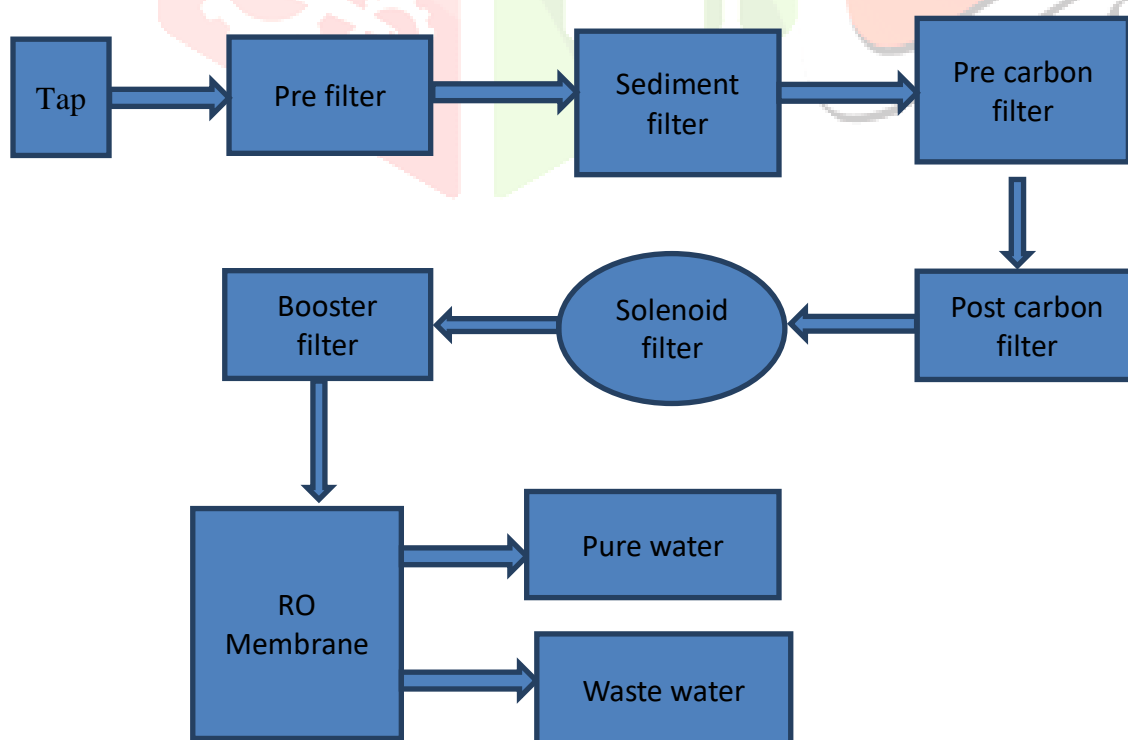 Tap
Pre filter
Sediment
filter
Pre carbon
filter
Post carbon
filter
Solenoid
filter
Booster
filter
RO
Membrane
Pure water
Waste water